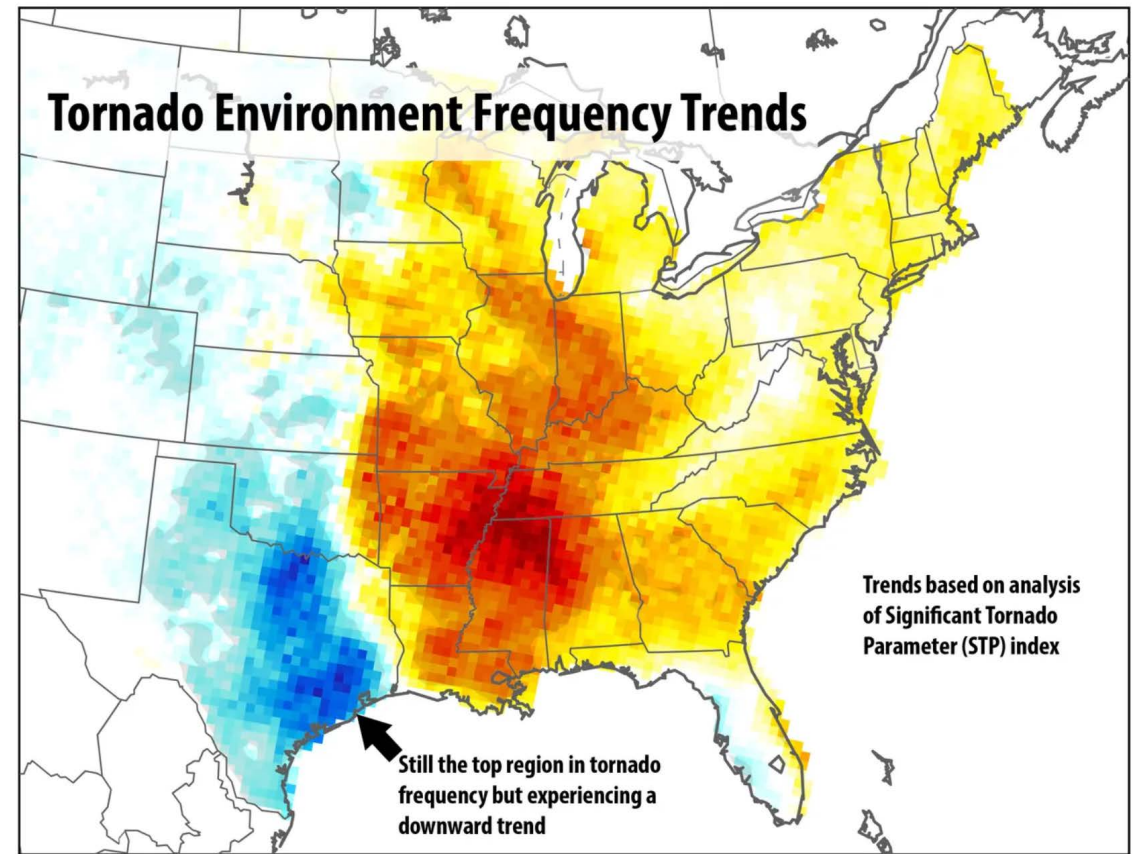 Tornado Environment Frequency Trends
Trends based on analysis
of Significant Tornado
Parameter (STP) index
Still the top region in tornado
frequency but experiencing a
downward trend